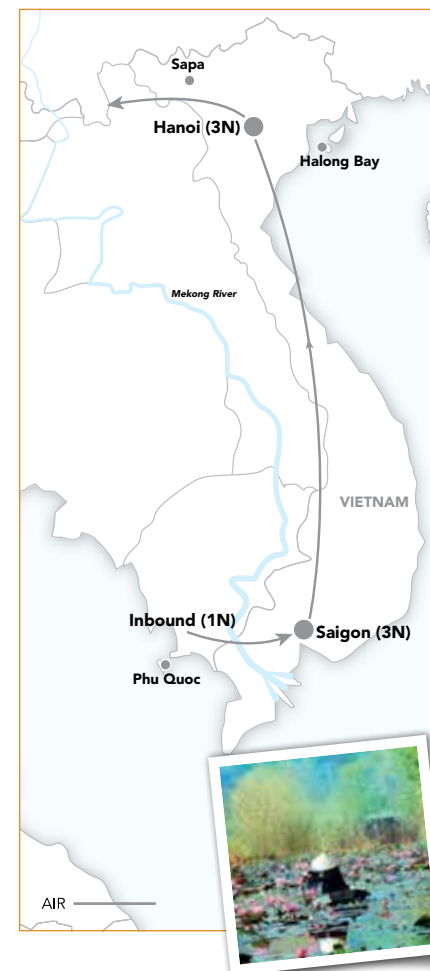 Sapa
Hanoi (3N)
Halong Bay
Mekong River
VIETNAM
Inbound (1N)
Saigon (3N)
Phu Quoc
AIR